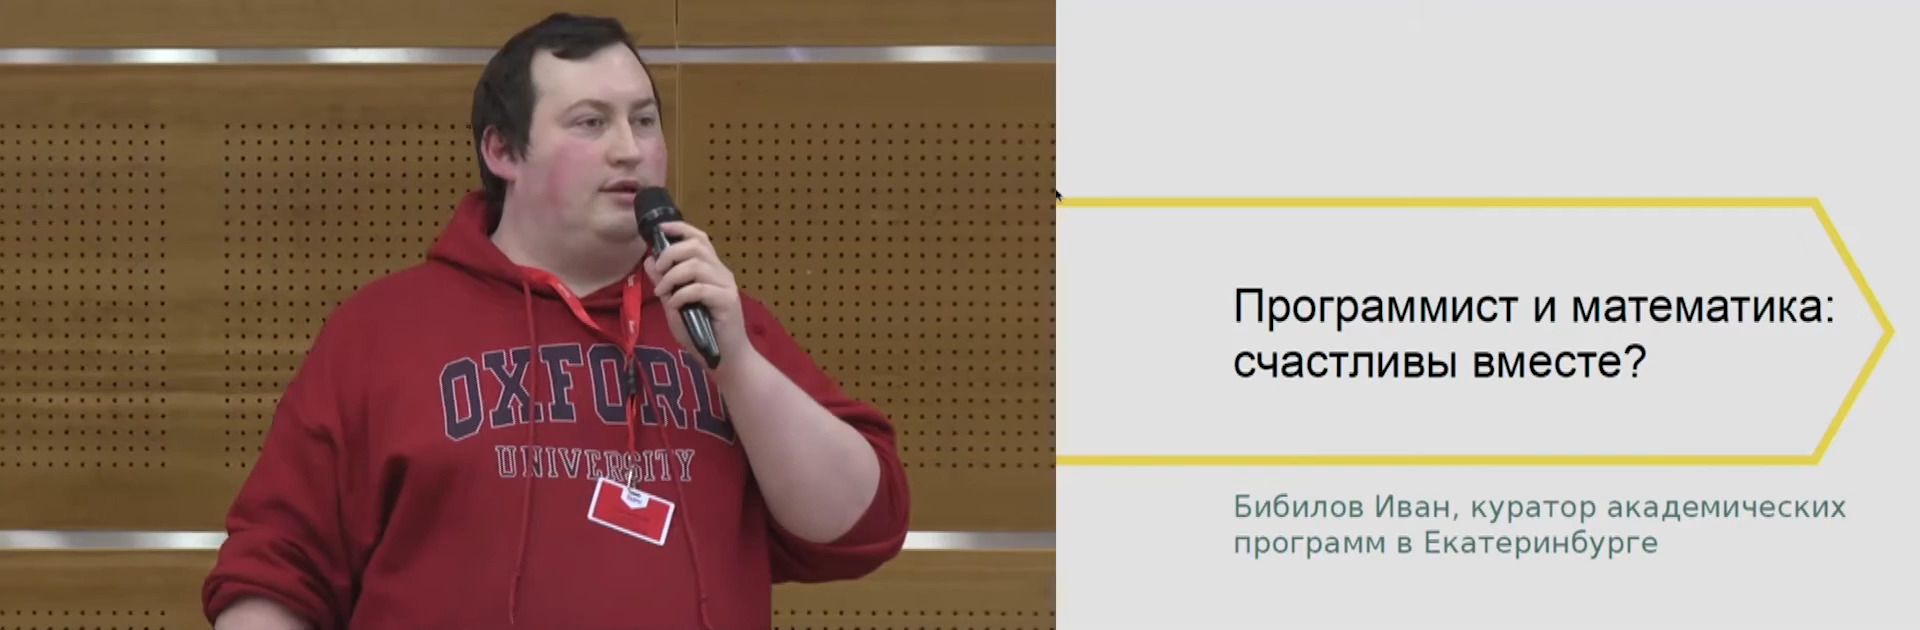 OXFORD
UNIVERSITY
Программист и математика:
счастливы вместе?
Бибилов Иван, куратор академических
программ в Екатеринбурге